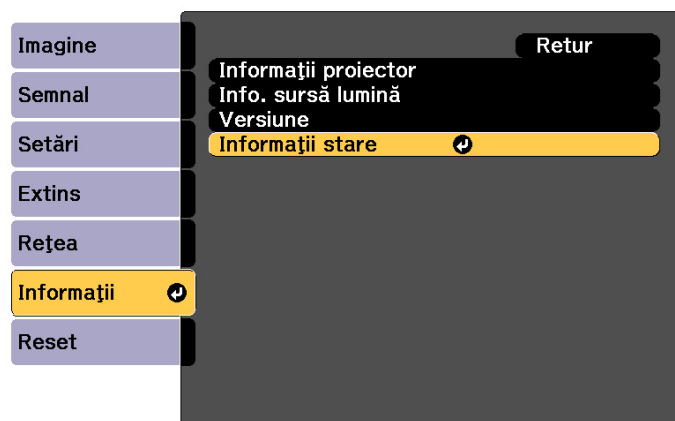 Imagine
Semnal
Setări
Extins
Reţea
Informaţii
Reset
Retur
Informaţii proiector
Info. sursă lumină
Versiune
Informaţii stare